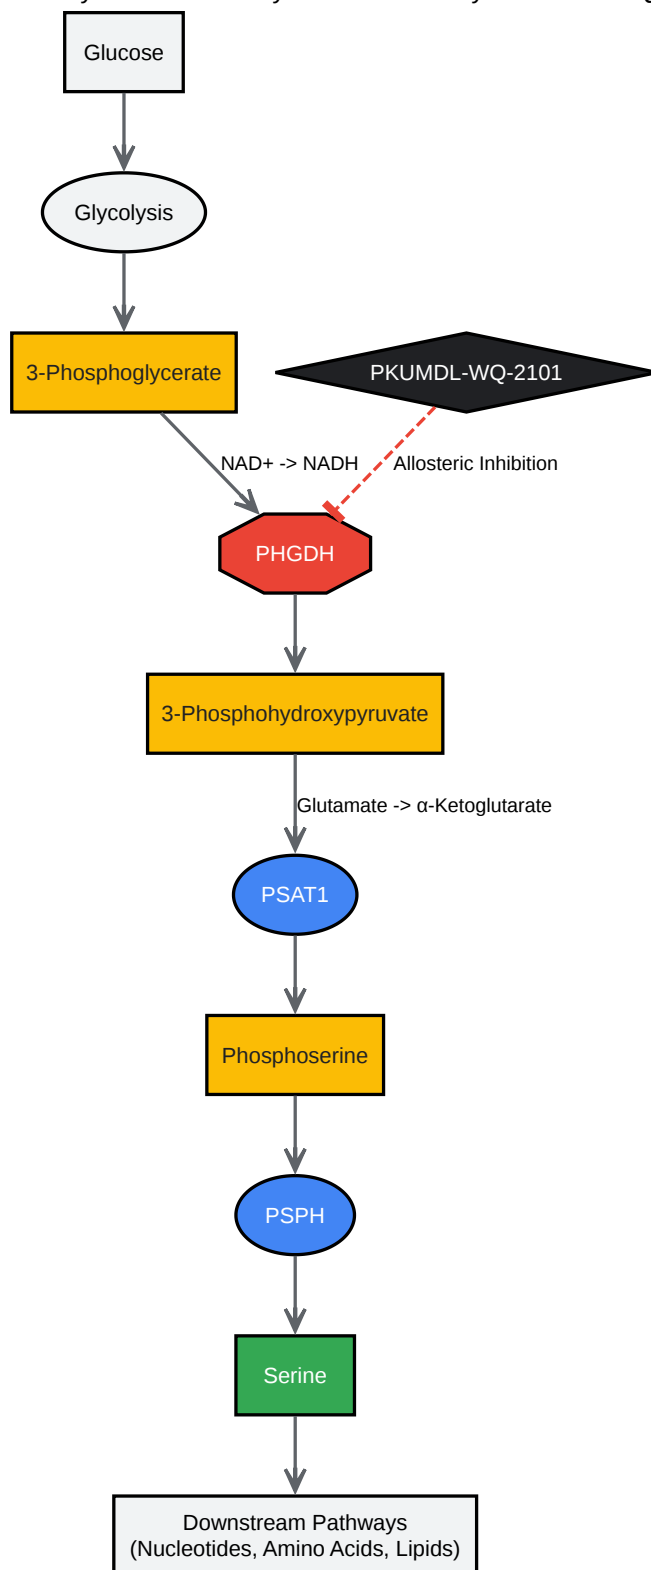 Glucose
Glycolysis
3-Phosphoglycerate
PKUMDL-WQ-2101
NAD+ -> NADH
Allosteric Inhibition
PHGDH
3-Phosphohydroxypyruvate
Glutamate -> α-Ketoglutarate
PSAT1
Phosphoserine
PSPH
Serine
Downstream Pathways
(Nucleotides, Amino Acids, Lipids)